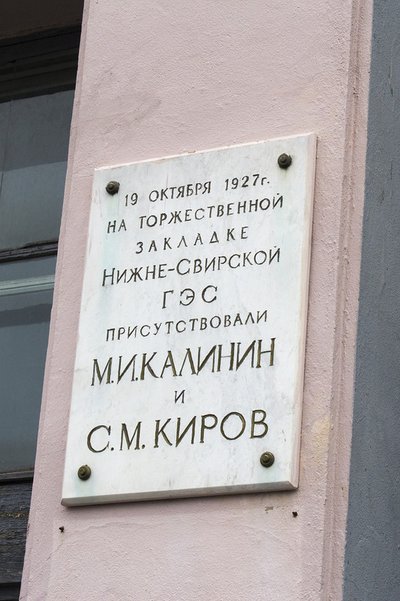 19 ОКТЯБРЯ 1927г.
НА ТОРЖЕСТВЕННОЙ
ЗАКЛАДКЕ
НИЖНЕ-СВИРСКОЙ
ГЭС
ПРИСУТСТВОВАЛИ
М.И.КАЛИНИН
И
С.М.КИРОВ